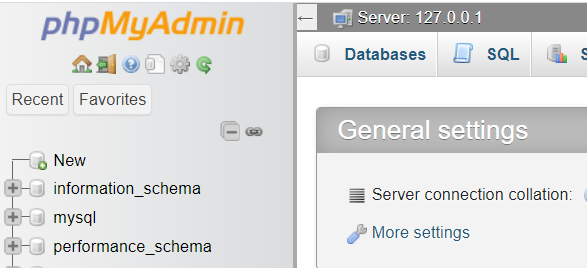 phpMyAdmin
Recent
Favorites
New
information_schema
mysql
performance_schema
Server: 127.0.0.1
Databases
SQL
S
General settings
Server connection collation:
More settings